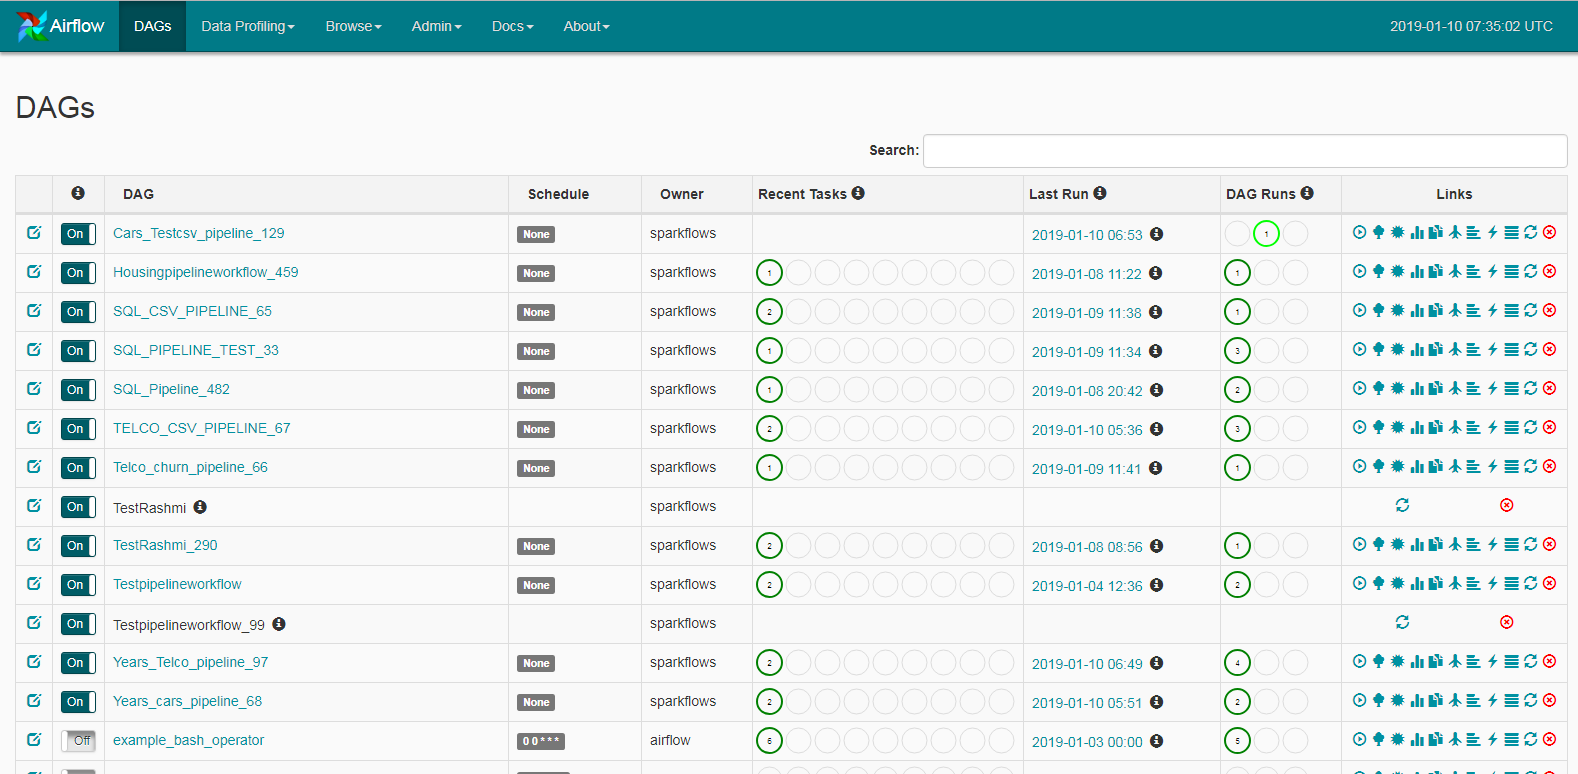 Airflow DAGs Data Profiling Browse Admin Docs About 2019-01-10 07:35:02 UTC
DAGs
Search:
DAG Schedule Owner Recent Tasks Last Run DAG Runs Links
On Cars_Testcsv_pipeline_129 None sparkflows 2019-01-10 06:53 1
On Housingpipelineworkflow_459 None sparkflows 1 2019-01-08 11:22 1
On SQL_CSV_PIPELINE_65 None sparkflows 2 2019-01-09 11:38 1
On SQL_PIPELINE_TEST_33 None sparkflows 1 2019-01-09 11:34 3
On SQL_Pipeline_482 None sparkflows 1 2019-01-08 20:42 2
On TELCO_CSV_PIPELINE_67 None sparkflows 2 2019-01-10 05:36 3
On Telco_churn_pipeline_66 None sparkflows 1 2019-01-09 11:41 1
On TestRashmi sparkflows
On TestRashmi_290 None sparkflows 2 2019-01-08 08:56 1
On Testpipelineworkflow None sparkflows 2 2019-01-04 12:36 2
On Testpipelineworkflow_99 sparkflows
On Years_Telco_pipeline_97 None sparkflows 2 2019-01-10 06:49 4
On Years_cars_pipeline_68 None sparkflows 2 2019-01-10 05:51 2
Off example_bash_operator 0 0 * * * airflow 6 2019-01-03 00:00 5